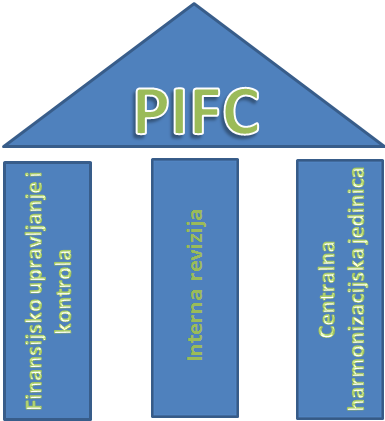 PIFC
Finansijsko upravljanje i
kontrola
Interna revizija
Centralna
harmonizacijska jedinica